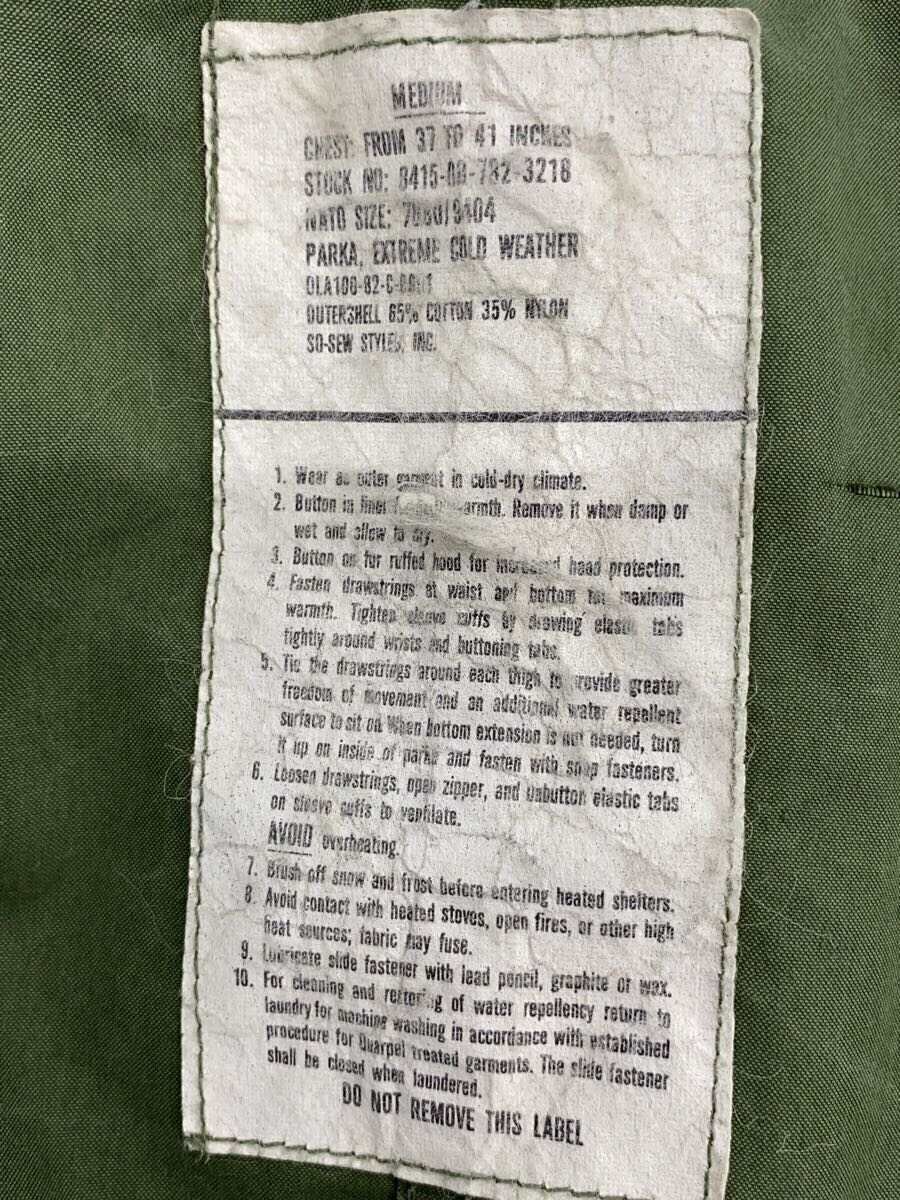 MEDIUM
CHEST: FROM 37 TO 41 INCHES
STOCK NO: 8415-00-782-3218
NATO SIZE:
PARKA, EXTREME COLD WEATHER
OUTERSHELL 65% COTTON 35% NYLON
SO-SEW STYLES, INC.
1. Wear as outer garment in cold-dry climate.
2. Button in liner warmth. Remove it when damp or
wet and allow to dry.
3. Button on fur ruffed hood for increased head protection.
4. Fasten drawstrings at waist and bottom for maximum
warmth. Tighten sleeve cuffs by drawing elastic tabs
tightly around wrists and buttoning tabs.
5. Tie the drawstrings around each thigh to provide greater
freedom of movement and an additional water repellent
surface to sit on. When bottom extension is not needed, turn
it up on inside of parka and fasten with snap fasteners.
6. Loosen drawstrings, open zipper, and unbutton elastic tabs
on sleeve cuffs to ventilate.
AVOID overheating.
7. Brush off snow and frost before entering heated shelters.
8. Avoid contact with heated stoves, open fires, or other high
heat sources; fabric may fuse.
9. Lubricate slide fastener with lead pencil, graphite or wax.
10. For cleaning and restoring of water repellency return to
laundry for machine washing in accordance with established
procedure for Quarpel treated garments. The slide fastener
shall be closed when laundered.
DO NOT REMOVE THIS LABEL